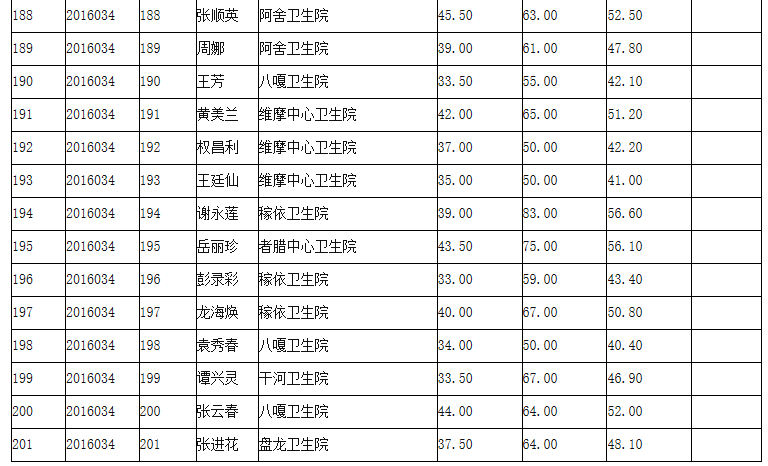 188 2016034 188 张顺英 阿舍卫生院 45.50 63.00 52.50
189 2016034 189 周娜 阿舍卫生院 39.00 61.00 47.80
190 2016034 190 王芳 八嘎卫生院 33.50 55.00 42.10
191 2016034 191 黄美兰 维摩中心卫生院 42.00 65.00 51.20
192 2016034 192 权昌利 维摩中心卫生院 37.00 50.00 42.20
193 2016034 193 王廷仙 维摩中心卫生院 35.00 50.00 41.00
194 2016034 194 谢永莲 稼依卫生院 39.00 83.00 56.60
195 2016034 195 岳丽珍 者腊中心卫生院 43.50 75.00 56.10
196 2016034 196 彭录彩 稼依卫生院 33.00 59.00 43.40
197 2016034 197 龙海焕 稼依卫生院 40.00 67.00 50.80
198 2016034 198 袁秀春 八嘎卫生院 34.00 50.00 40.40
199 2016034 199 谭兴灵 干河卫生院 33.50 67.00 46.90
200 2016034 200 张云春 八嘎卫生院 44.00 64.00 52.00
201 2016034 201 张进花 盘龙卫生院 37.50 64.00 48.10